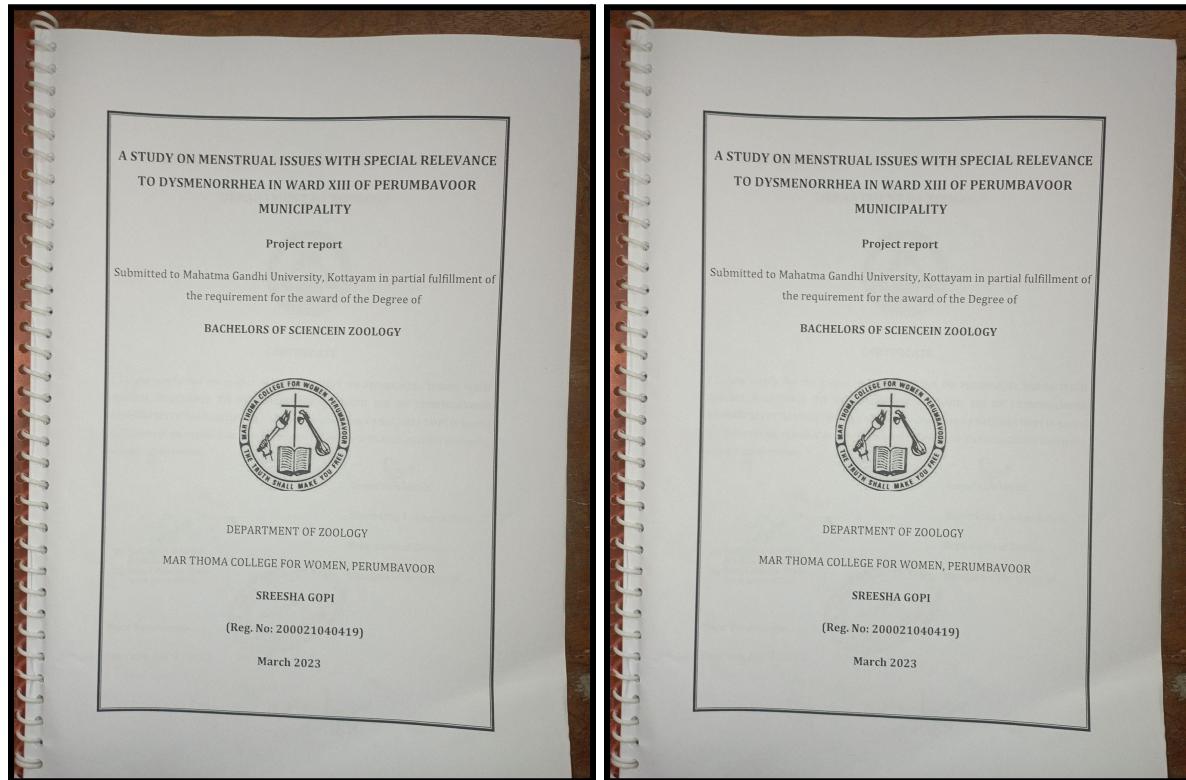 A STUDY ON MENSTRUAL ISSUES WITH SPECIAL RELEVANCE
TO DYSMENORRHEA IN WARD XIII OF PERUMBAVOOR
MUNICIPALITY
Project report
Submitted to Mahatma Gandhi University, Kottayam in partial fulfillment of
the requirement for the award of the Degree of
BACHELORS OF SCIENCEIN ZOOLOGY
MAR THOMA COLLEGE FOR WOMEN PERUMBAVOOR
THE TRUTH SHALL MAKE YOU FREE
DEPARTMENT OF ZOOLOGY
MAR THOMA COLLEGE FOR WOMEN, PERUMBAVOOR
SREESHA GOPI
(Reg. No: 200021040419)
March 2023
A STUDY ON MENSTRUAL ISSUES WITH SPECIAL RELEVANCE
TO DYSMENORRHEA IN WARD XIII OF PERUMBAVOOR
MUNICIPALITY
Project report
Submitted to Mahatma Gandhi University, Kottayam in partial fulfillment of
the requirement for the award of the Degree of
BACHELORS OF SCIENCEIN ZOOLOGY
MAR THOMA COLLEGE FOR WOMEN PERUMBAVOOR
THE TRUTH SHALL MAKE YOU FREE
DEPARTMENT OF ZOOLOGY
MAR THOMA COLLEGE FOR WOMEN, PERUMBAVOOR
SREESHA GOPI
(Reg. No: 200021040419)
March 2023